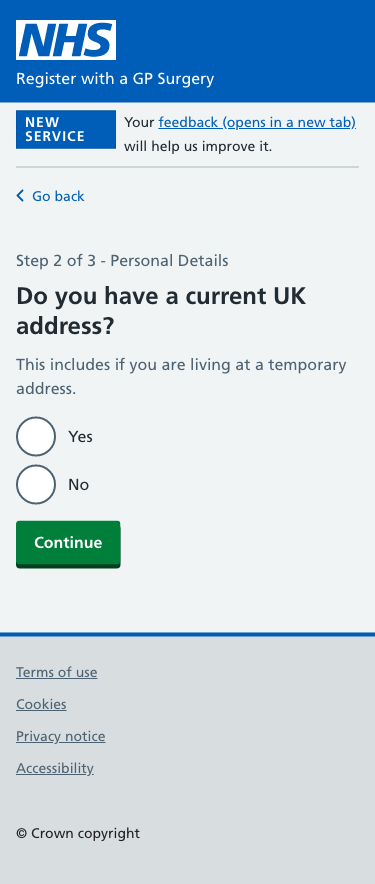 NHS
Register with a GP Surgery
NEW
SERVICE
Your feedback (opens in a new tab)
will help us improve it.
Go back
Step 2 of 3 - Personal Details
Do you have a current UK
address?
This includes if you are living at a temporary
address.
Yes
No
Continue
Terms of use
Cookies
Privacy notice
Accessibility
© Crown copyright